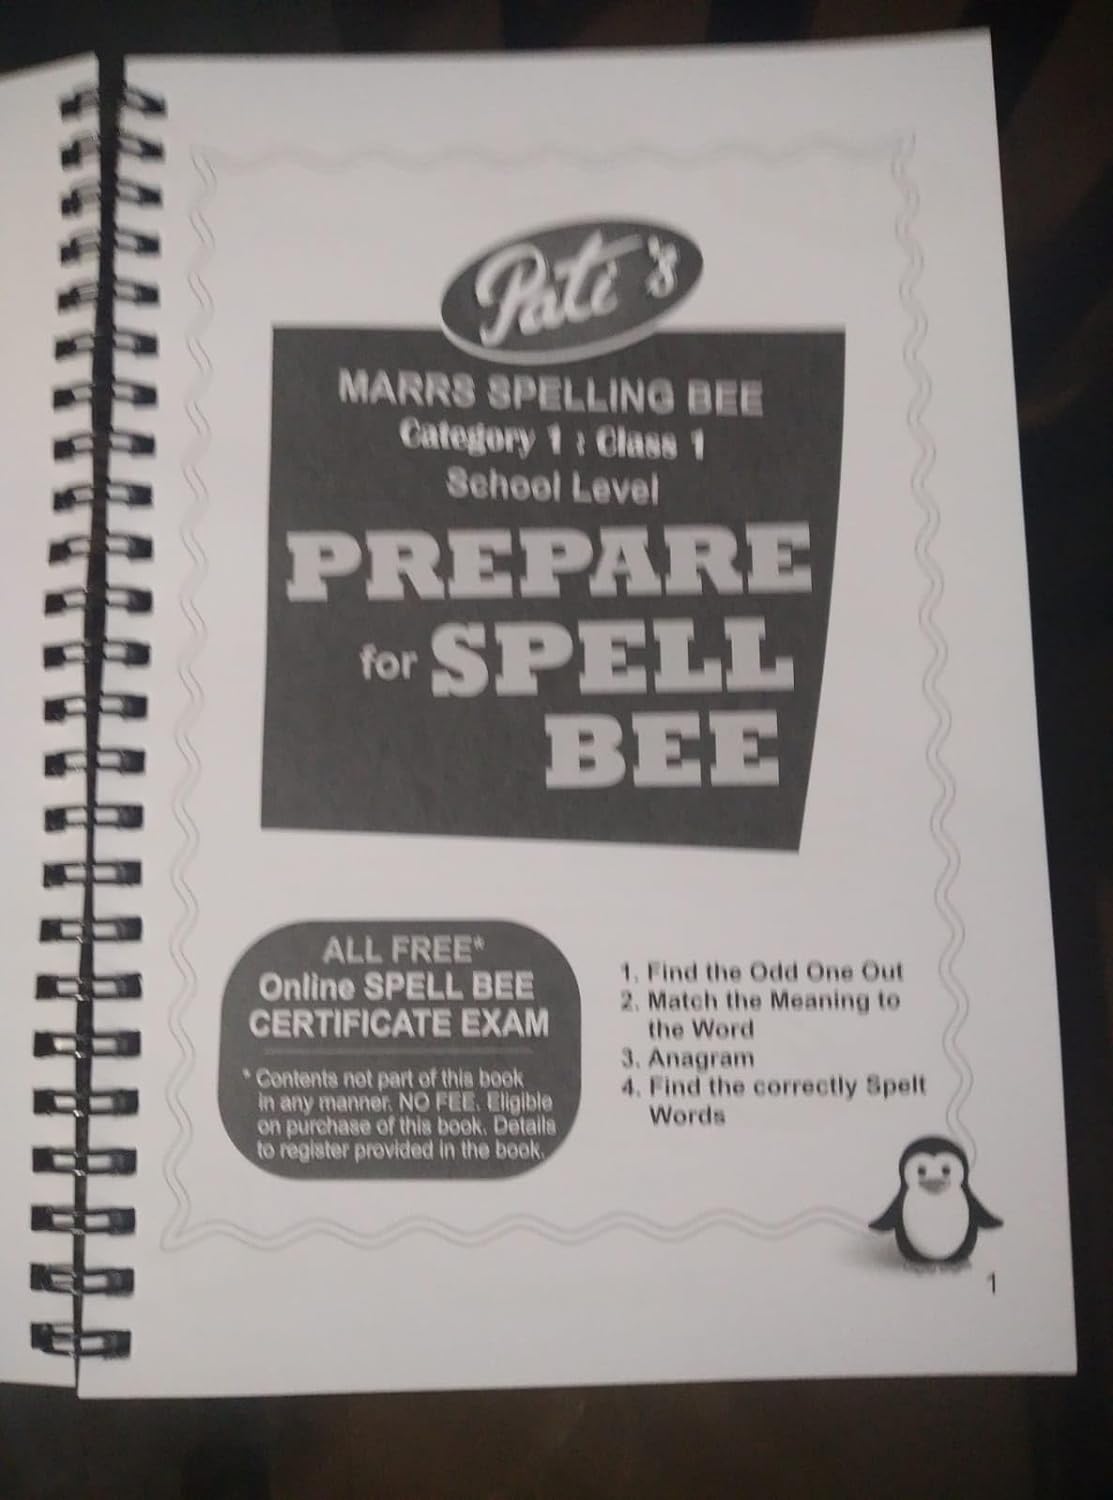 Pati's
MARRS SPELLING BEE
Category 1 : Class 1
School Level
PREPARE
for SPELL
BEE
ALL FREE*
Online SPELL BEE
CERTIFICATE EXAM
* Contents not part of this book
in any manner. NO FEE. Eligible
on purchase of this book. Details
to register provided in the book.
1. Find the Odd One Out
2. Match the Meaning to
the Word
3. Anagram
4. Find the correctly Spelt
Words
1